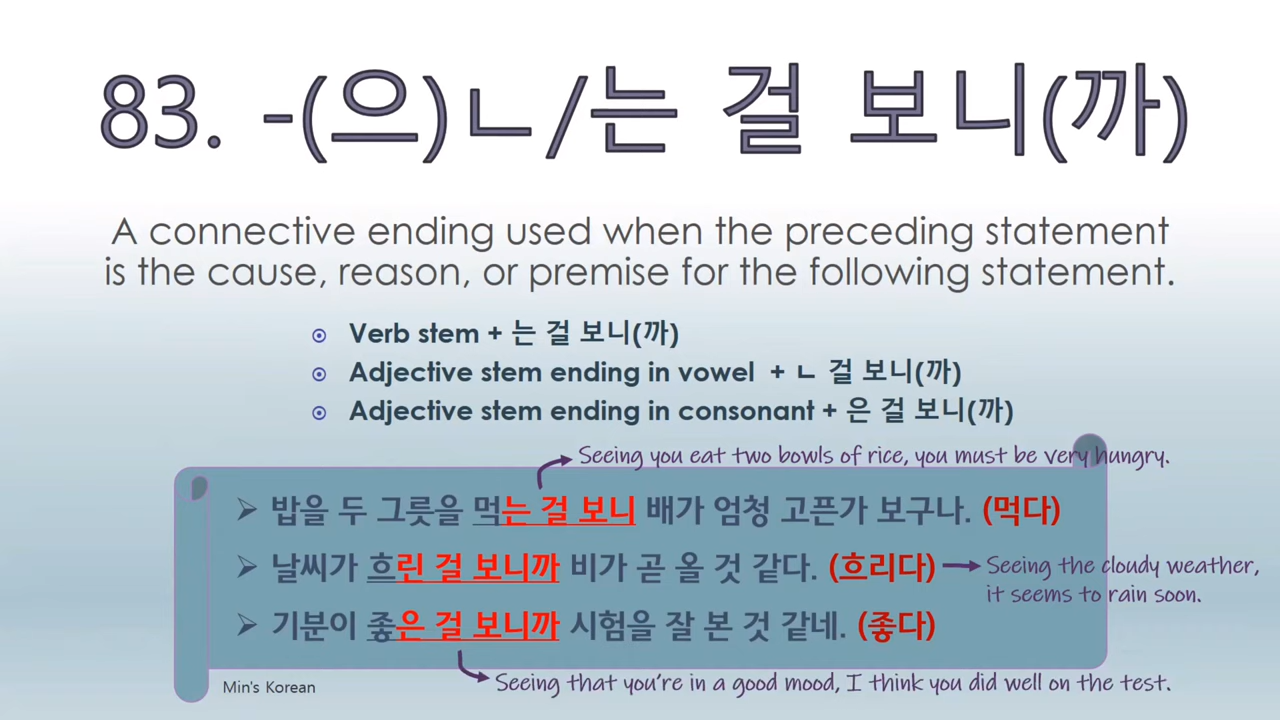 83. -(으)ㄴ/는 걸 보니(까)
A connective ending used when the preceding statement
is the cause, reason, or premise for the following statement.
Verb stem + 는 걸 보니(까)
Adjective stem ending in vowel + ㄴ 걸 보니(까)
Adjective stem ending in consonant + 은 걸 보니(까)
Seeing you eat two bowls of rice, you must be very hungry.
밥을 두 그릇을 먹는 걸 보니 배가 엄청 고픈가 보구나. (먹다)
날씨가 흐린 걸 보니까 비가 곧 올 것 같다. (흐리다)
Seeing the cloudy weather,
it seems to rain soon.
기분이 좋은 걸 보니까 시험을 잘 본 것 같네. (좋다)
Seeing that you're in a good mood, I think you did well on the test.
Min's Korean